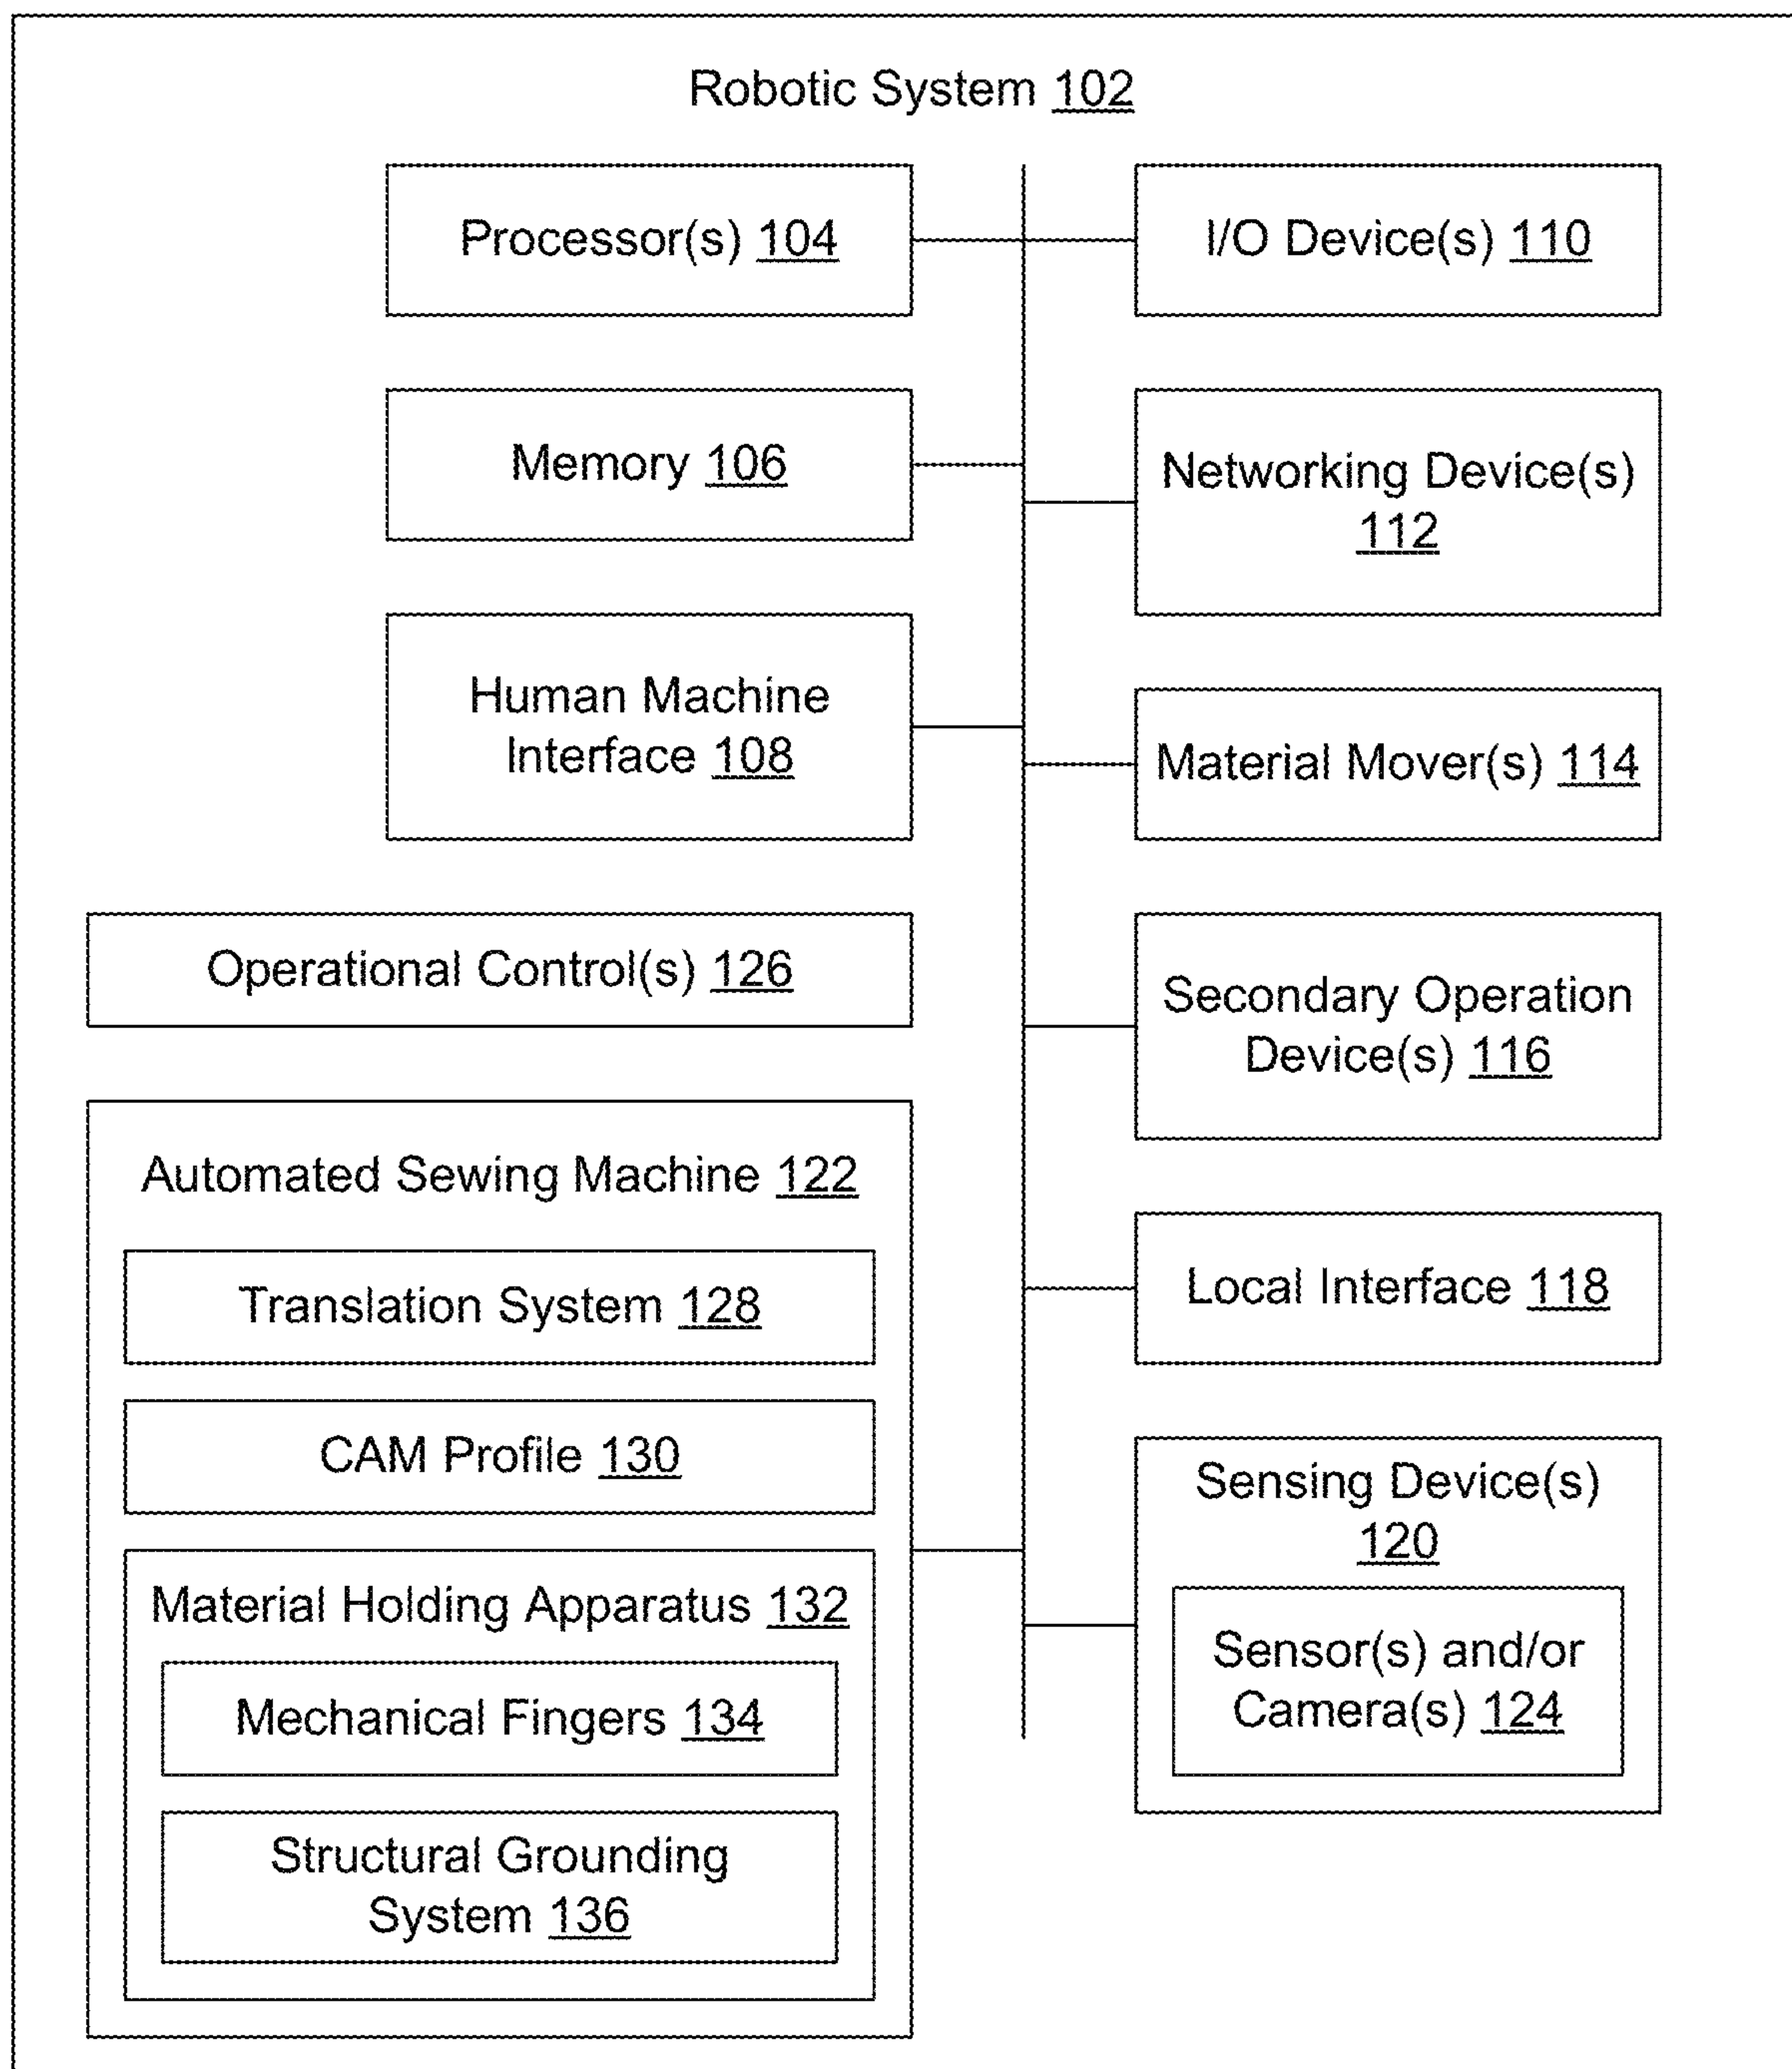 Robotic System 102
Processor(s) 104
Memory 106
Human Machine
Interface 108
Operational Control(s) 126
Automated Sewing Machine 122
Translation System 128
CAM Profile 130
Material Holding Apparatus 132
Mechanical Fingers 134
Structural Grounding
System 136
I/O Device(s) 110
Networking Device(s)
112
Material Mover(s) 114
Secondary Operation
Device(s) 116
Local Interface 118
Sensing Device(s)
120
Sensor(s) and/or
Camera(s) 124